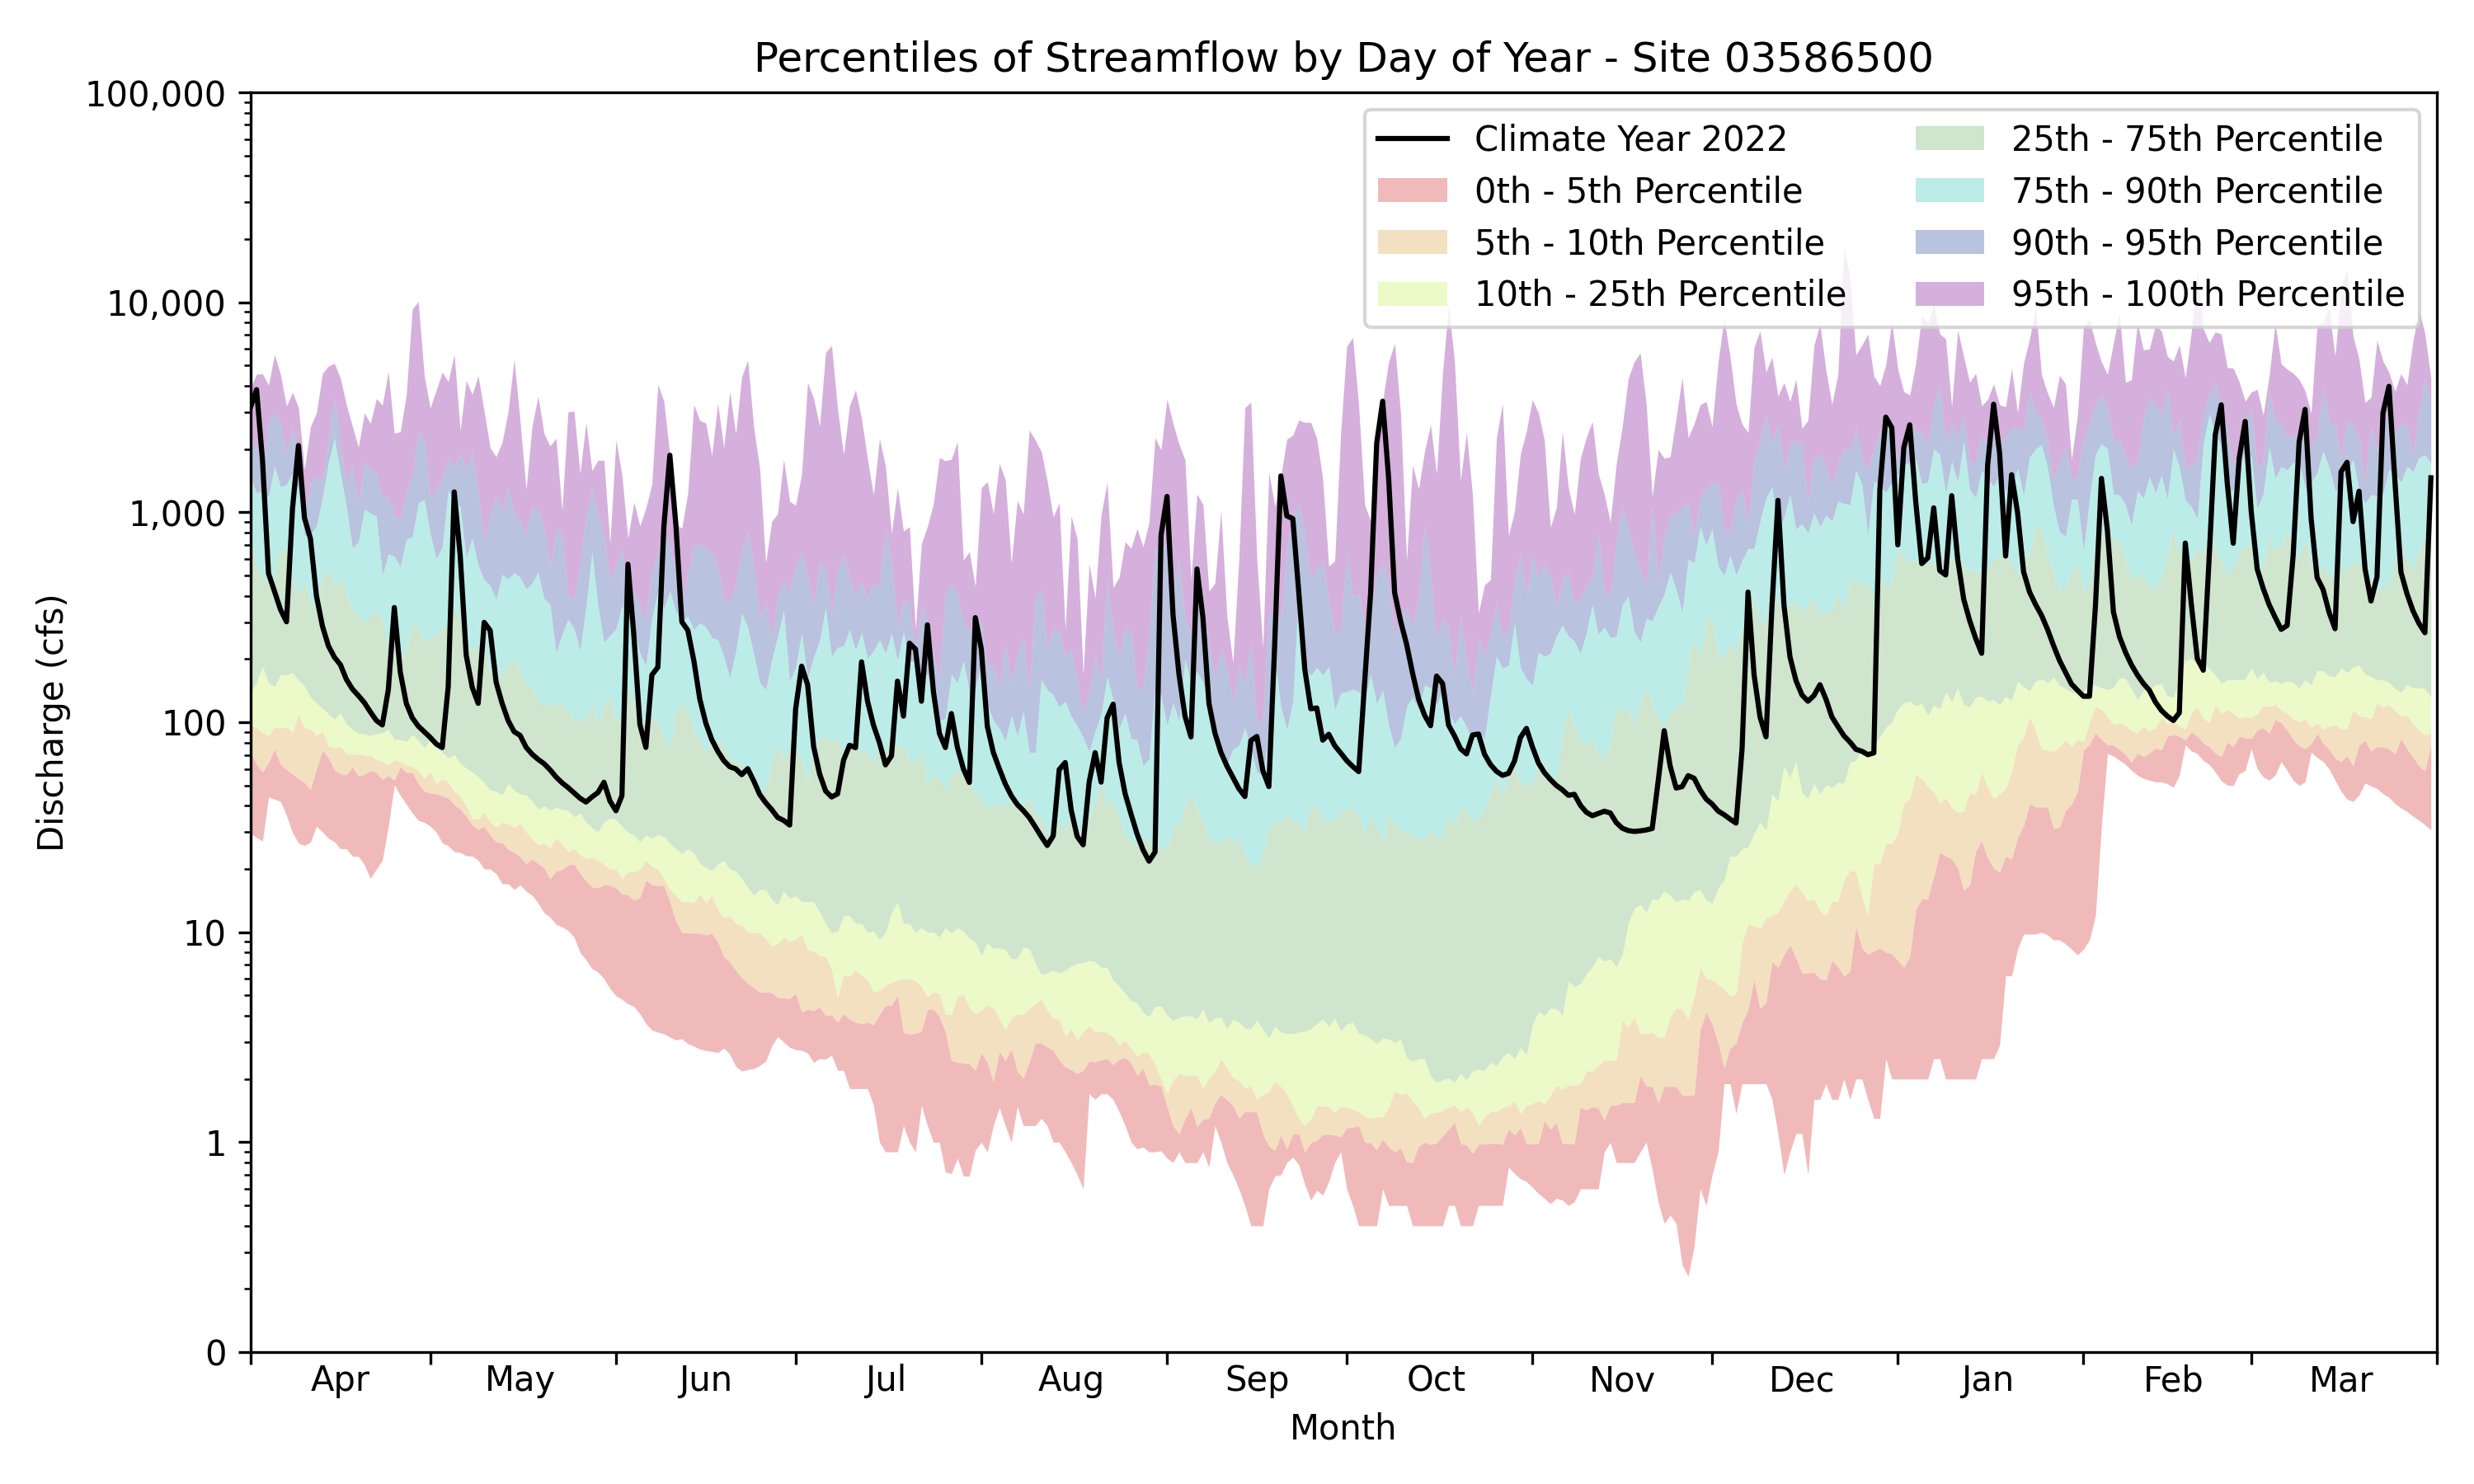 Percentiles of Streamflow by Day of Year - Site 03586500
100,000
10,000
1,000
100
10
1
0
Discharge (cfs)
Climate Year 2022
0th - 5th Percentile
5th - 10th Percentile
10th - 25th Percentile
25th - 75th Percentile
75th - 90th Percentile
90th - 95th Percentile
95th - 100th Percentile
Apr May Jun Jul Aug Sep Oct Nov Dec Jan Feb Mar
Month